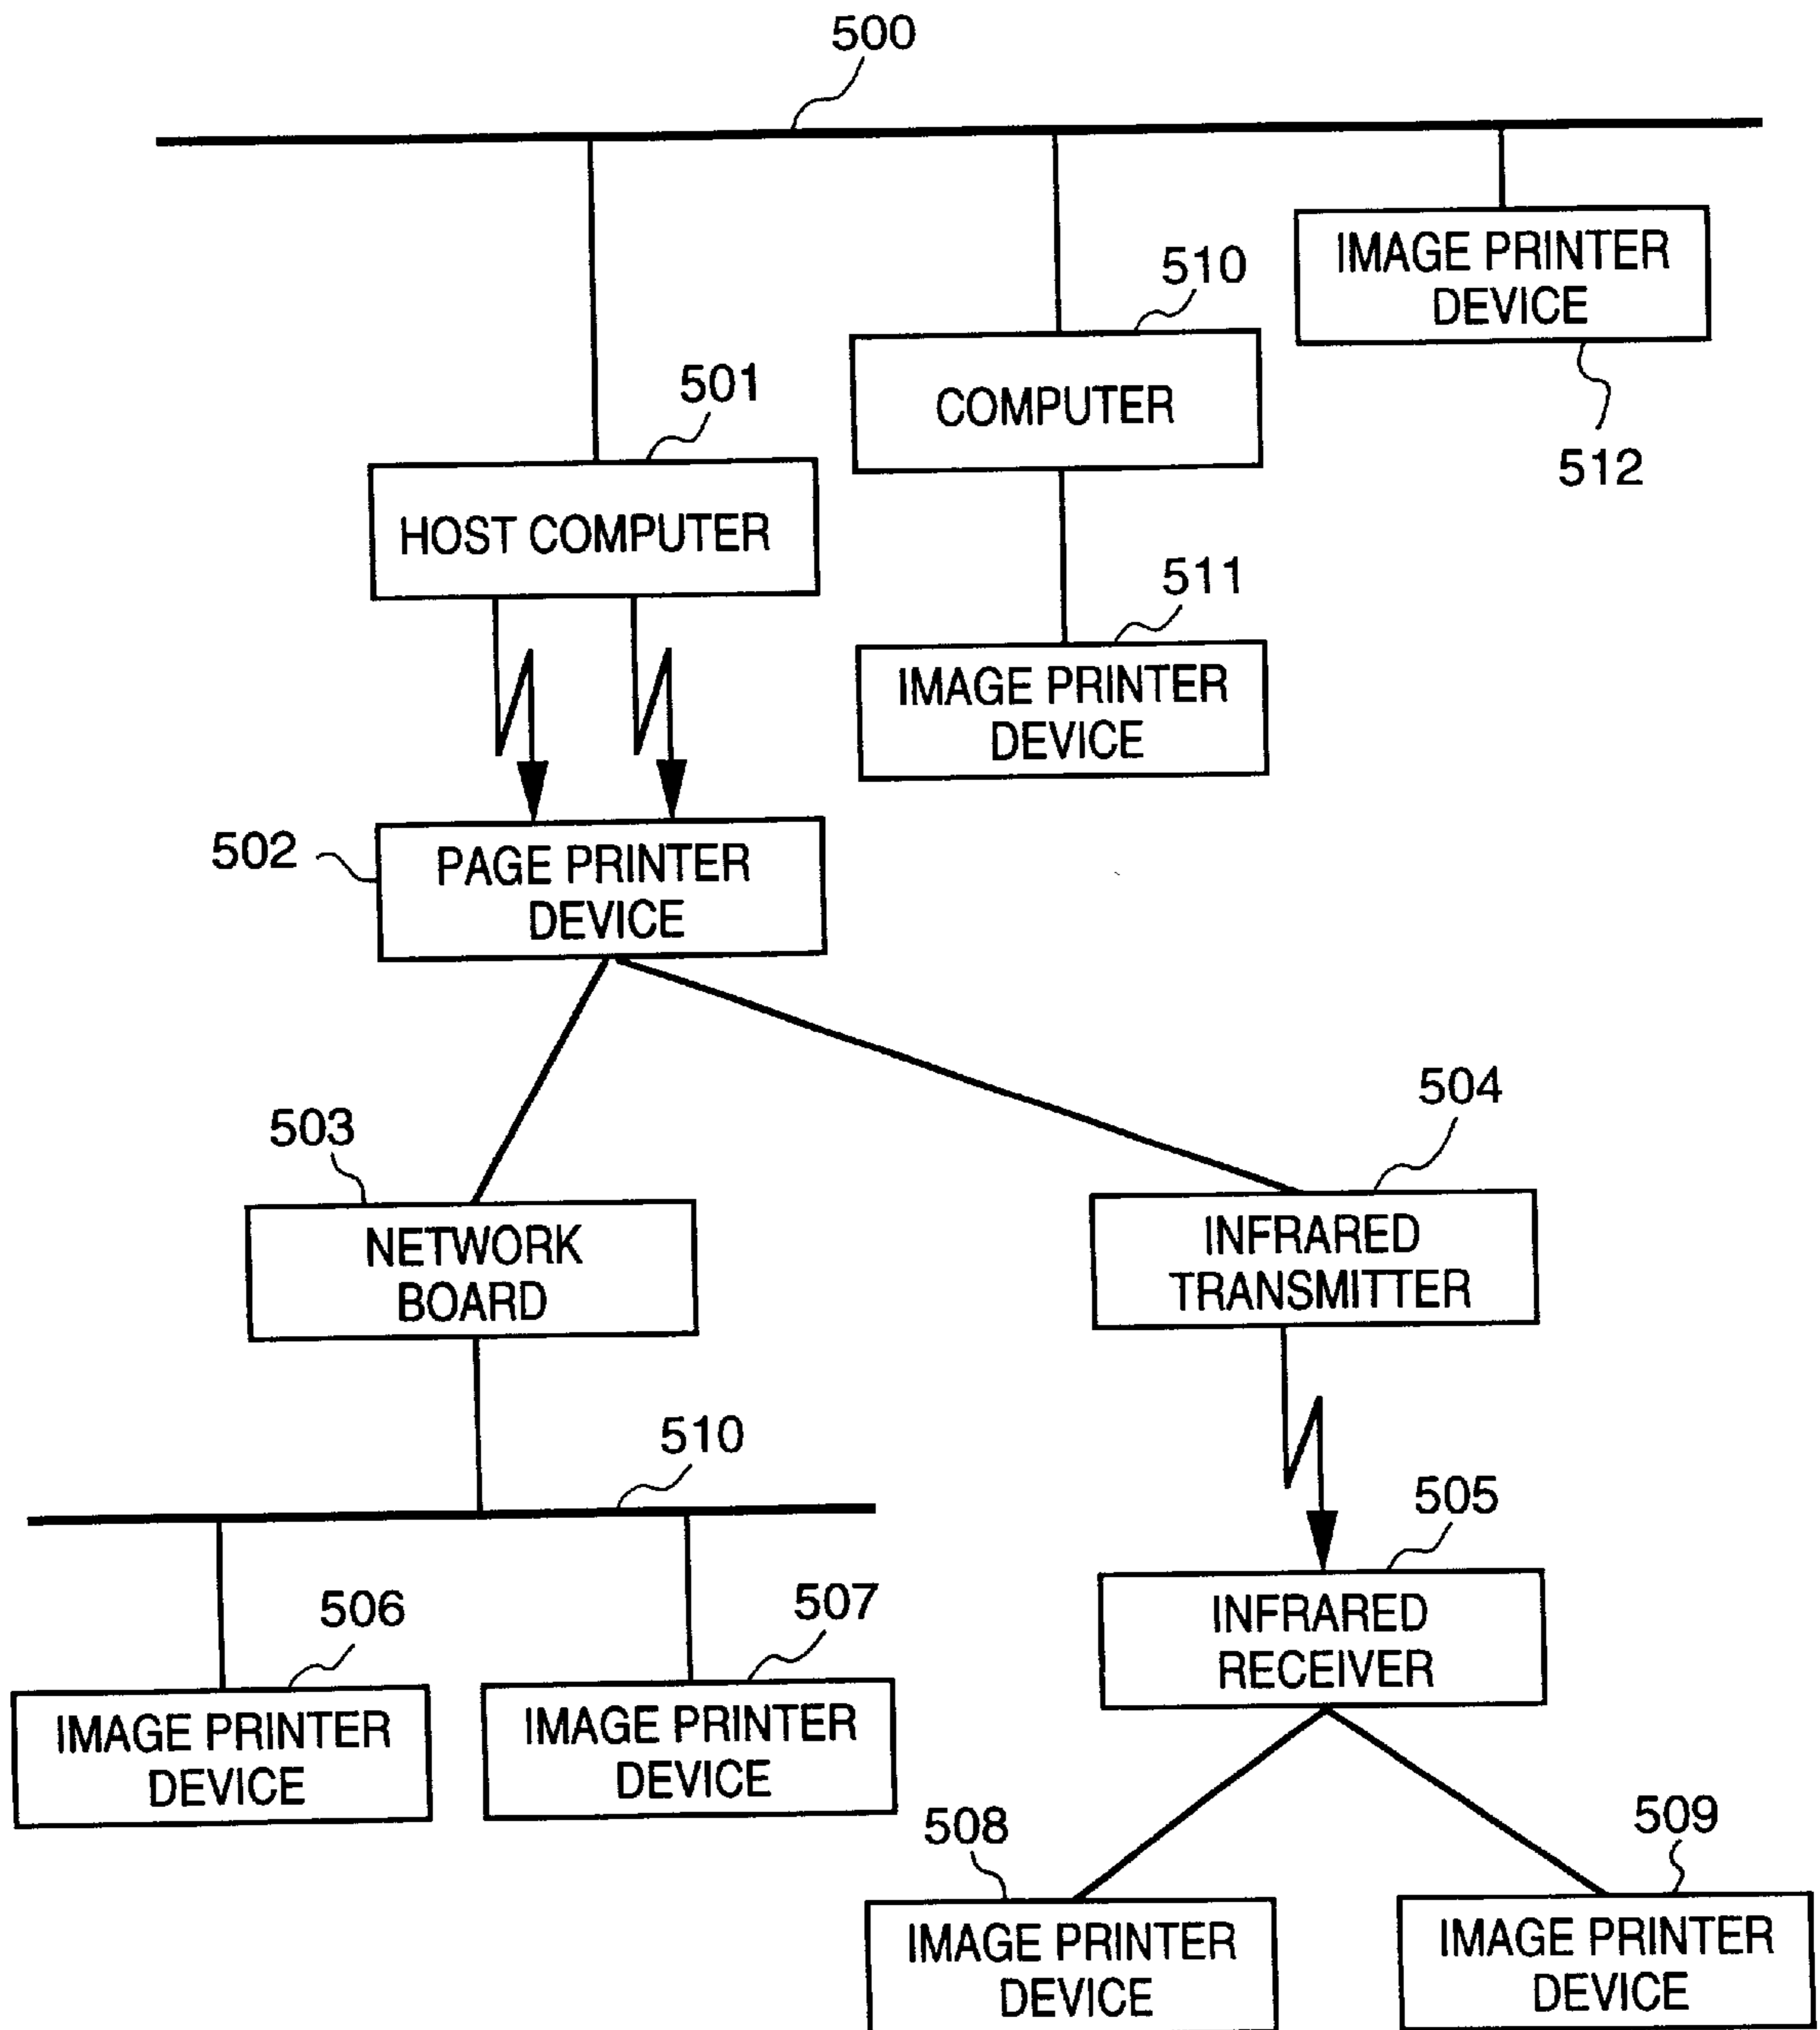 500
IMAGE PRINTER
DEVICE
512
510
COMPUTER
501
HOST COMPUTER
511
IMAGE PRINTER
DEVICE
502
PAGE PRINTER
DEVICE
503
NETWORK
BOARD
504
INFRARED
TRANSMITTER
510
505
INFRARED
RECEIVER
506
IMAGE PRINTER
DEVICE
507
IMAGE PRINTER
DEVICE
508
IMAGE PRINTER
DEVICE
509
IMAGE PRINTER
DEVICE